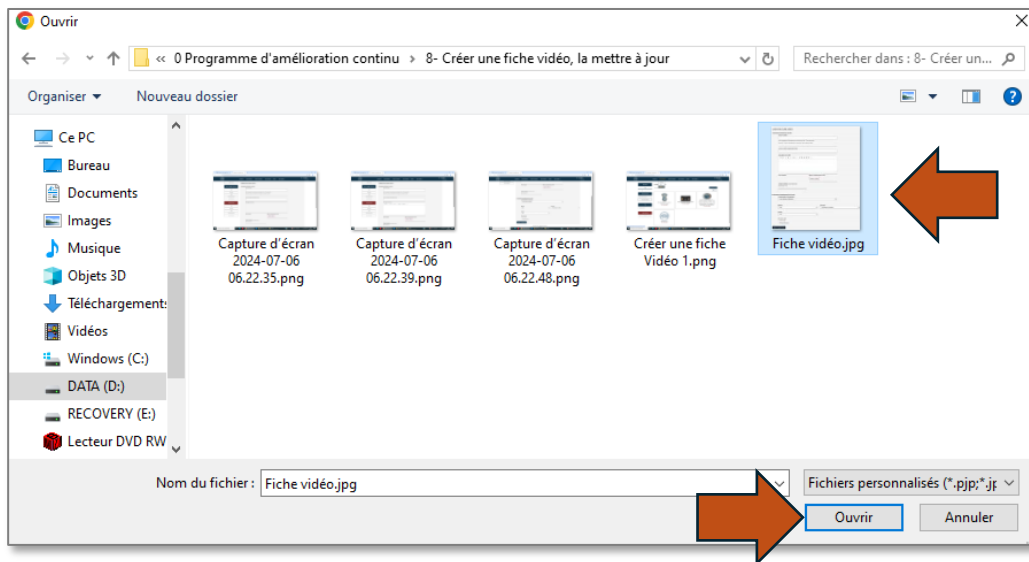 Ouvrir
« 0 Programme d'amélioration continu › 8- Créer une fiche vidéo, la mettre à jour
Rechercher dans : 8- Créer un...
Organiser
Nouveau dossier
?
Ce PC
Bureau
Documents
Images
Musique
Objets 3D
Téléchargement
Vidéos
Windows (C:)
DATA (D:)
RECOVERY (E:)
Lecteur DVD RW
Capture d'écran
2024-07-06
06.22.35.png
Capture d'écran
2024-07-06
06.22.39.png
Capture d'écran
2024-07-06
06.22.48.png
Créer une fiche
Vidéo 1.png
Fiche vidéo.jpg
Nom du fichier :
Fiche vidéo.jpg
Fichiers personnalisés (*.pjp;*.jp
Ouvrir
Annuler